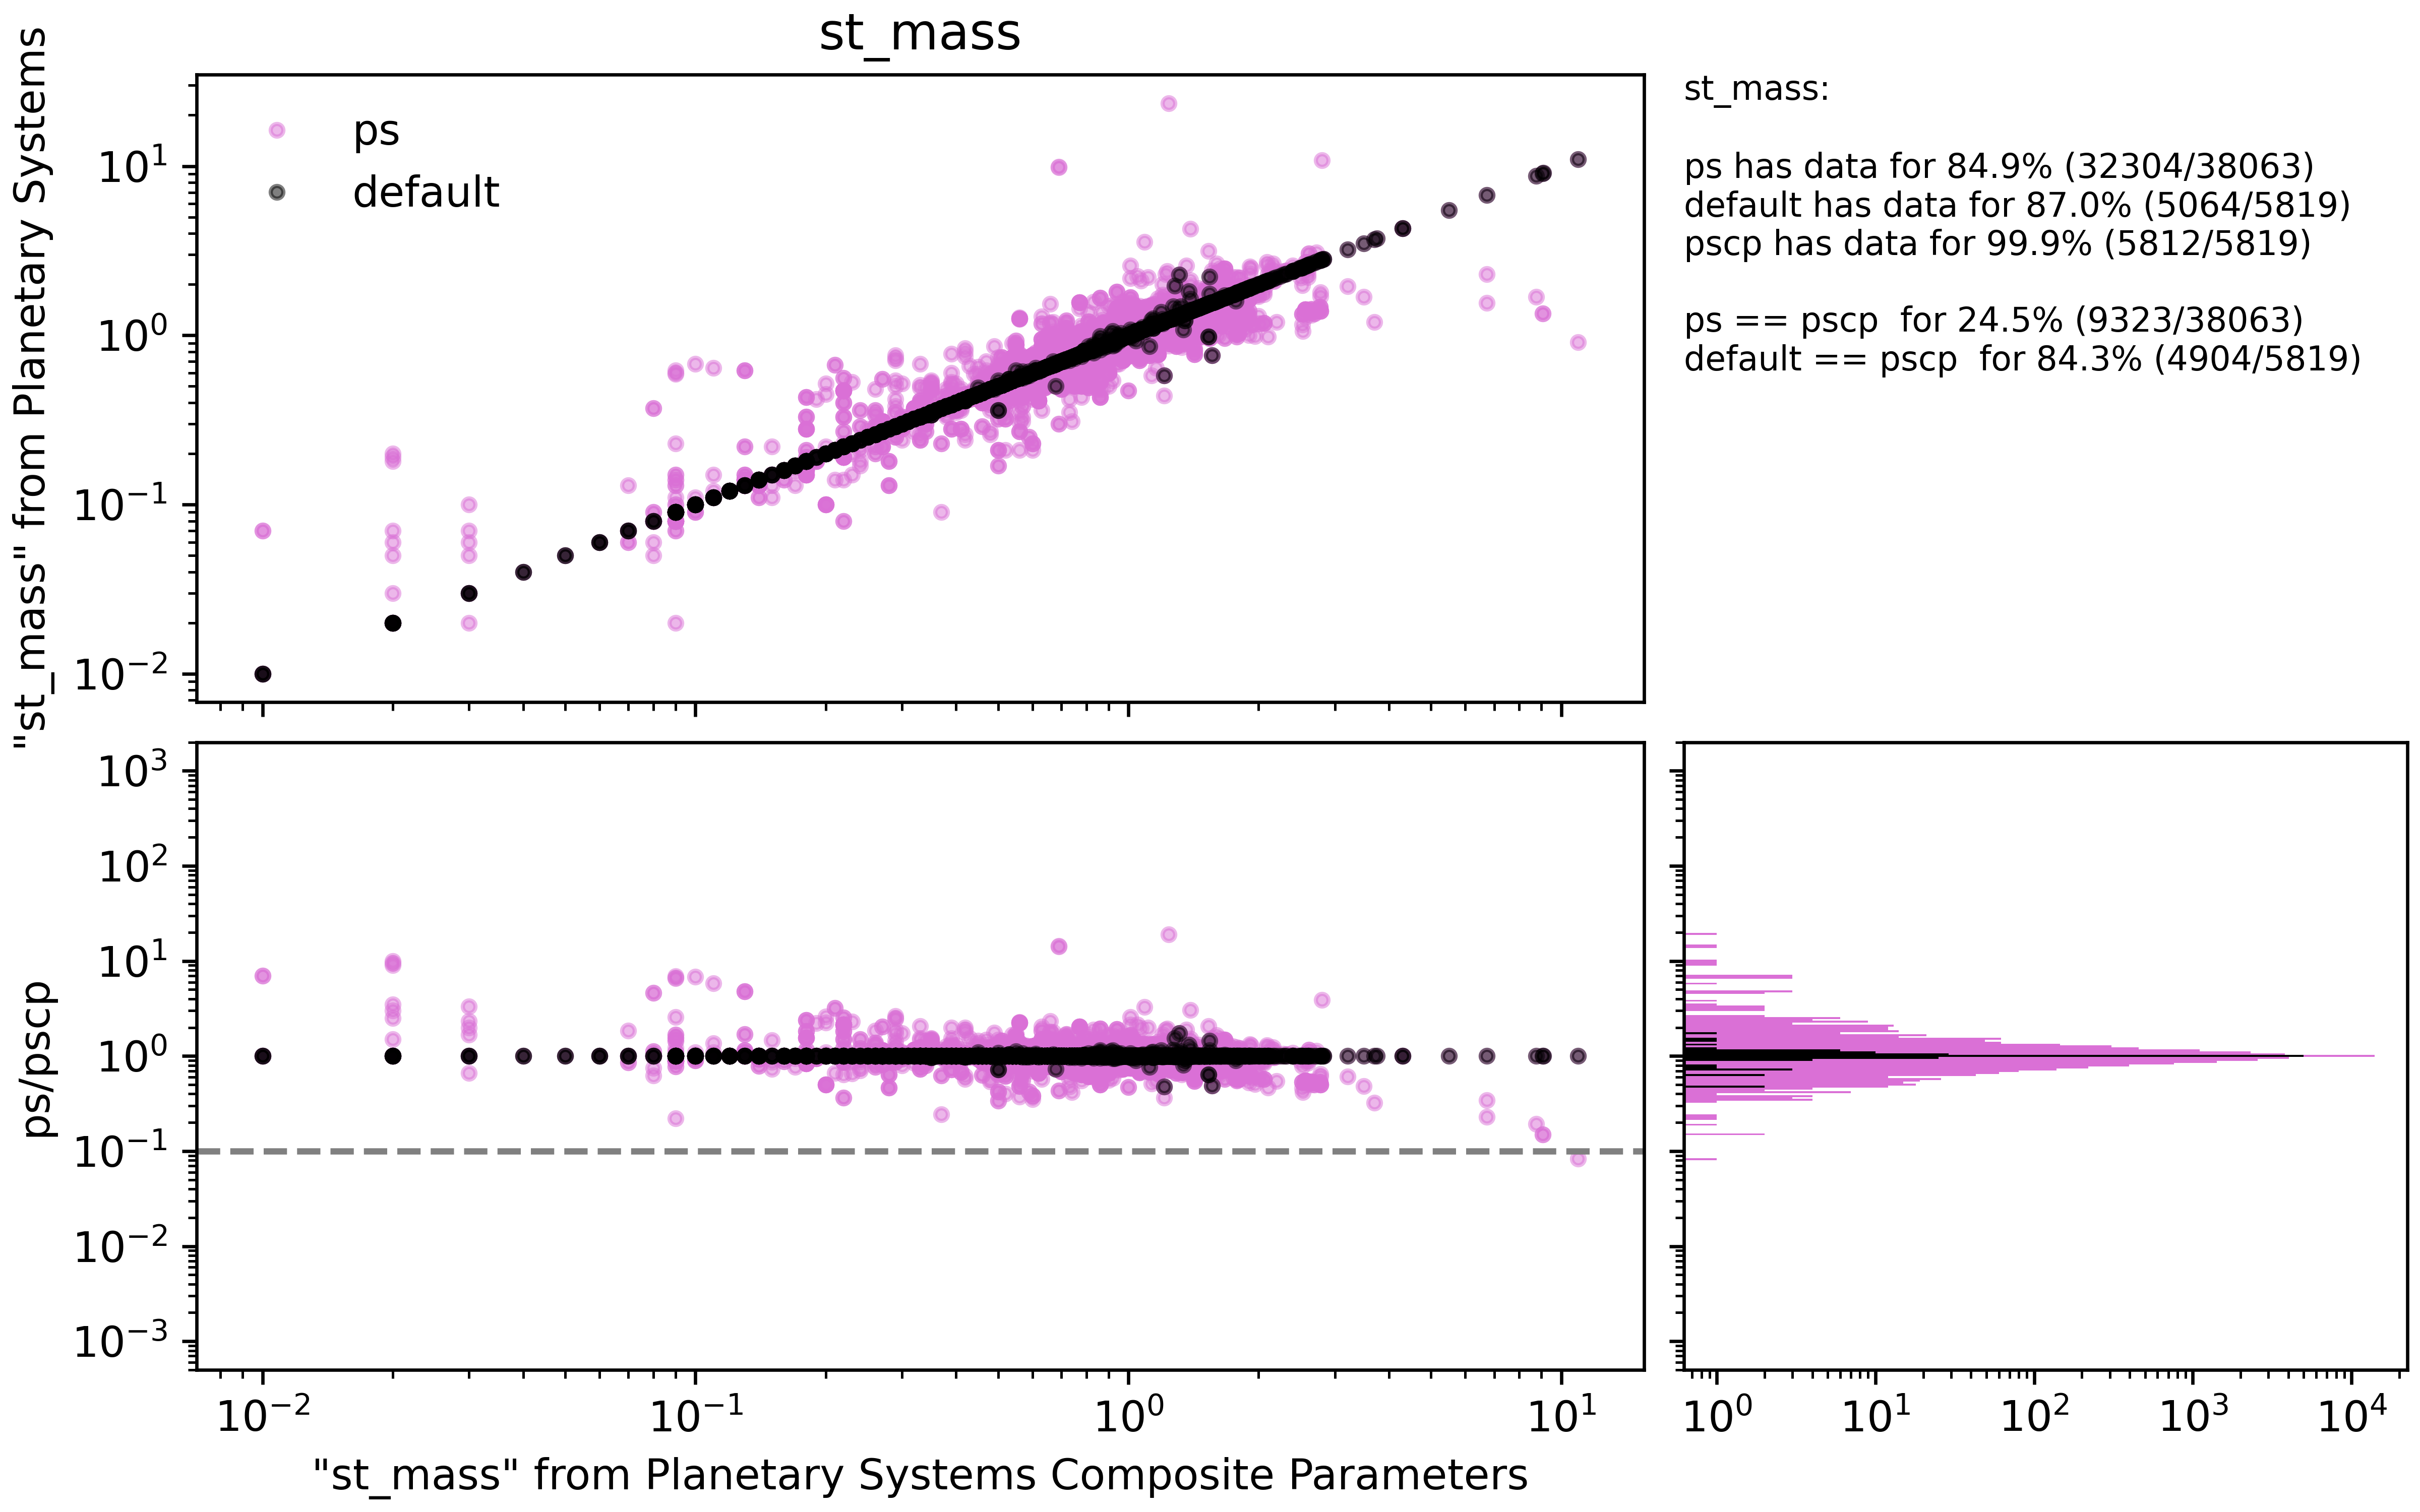 st_mass
"st_mass" from Planetary Systems
10¹
10⁰
10⁻¹
10⁻²
ps
default
st_mass:
ps has data for 84.9% (32304/38063)
default has data for 87.0% (5064/5819)
pscp has data for 99.9% (5812/5819)
ps == pscp  for 24.5% (9323/38063)
default == pscp  for 84.3% (4904/5819)
ps/pscp
10³
10²
10¹
10⁰
10⁻¹
10⁻²
10⁻³
10⁻² 10⁻¹ 10⁰ 10¹
"st_mass" from Planetary Systems Composite Parameters
10⁰ 10¹ 10² 10³ 10⁴